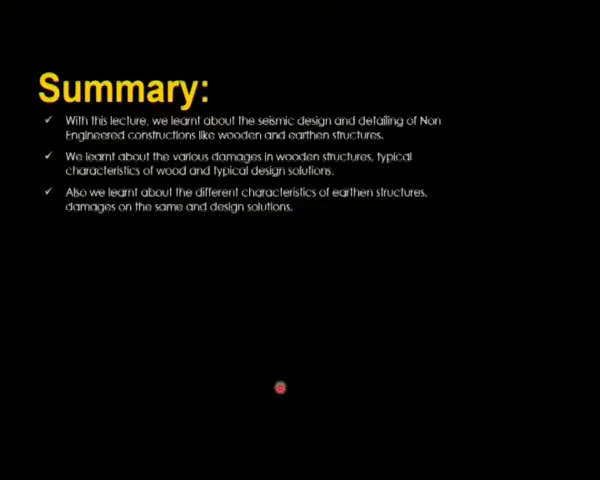 Summary:
✓ With this lecture, we learnt about the seismic design and detailing of Non
Engineered constructions like wooden and earthen structures.
✓ We learnt about the various damages in wooden structures, typical
characteristics of wood and typical design solutions.
✓ Also we learnt about the different characteristics of earthen structures,
damages on the same and design solutions.